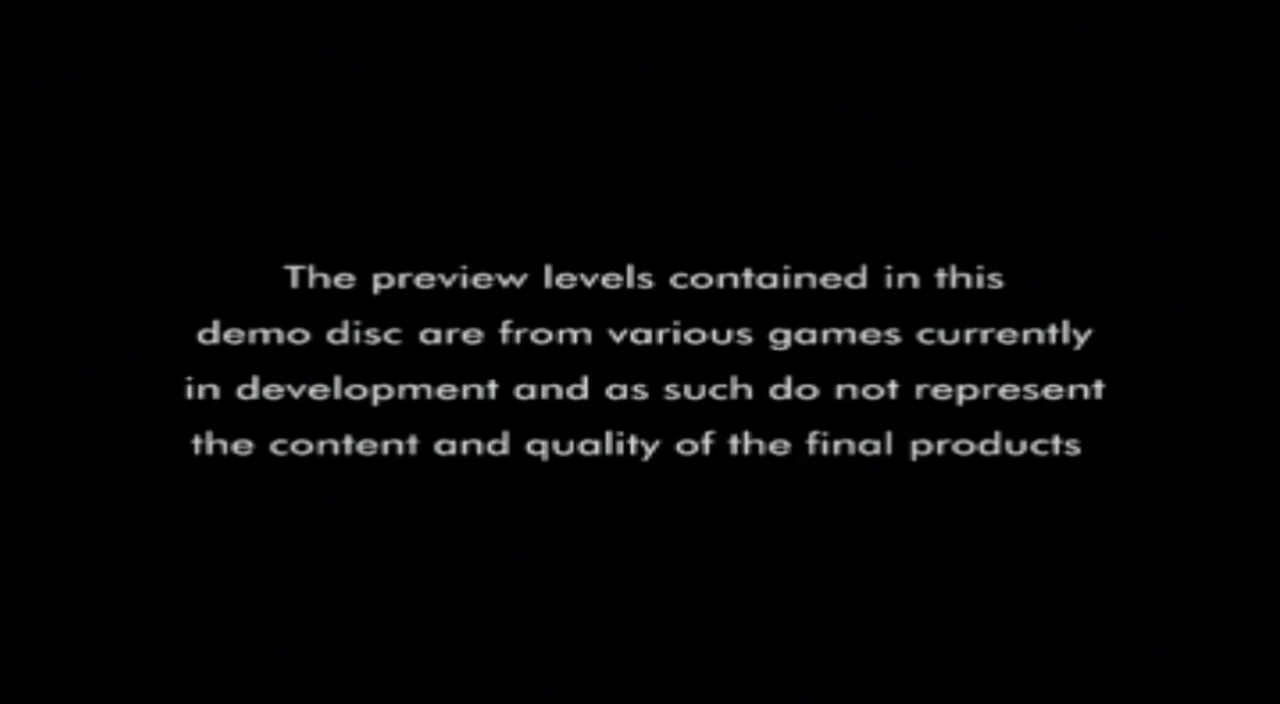 The preview levels contained in this
demo disc are from various games currently
in development and as such do not represent
the content and quality of the final products